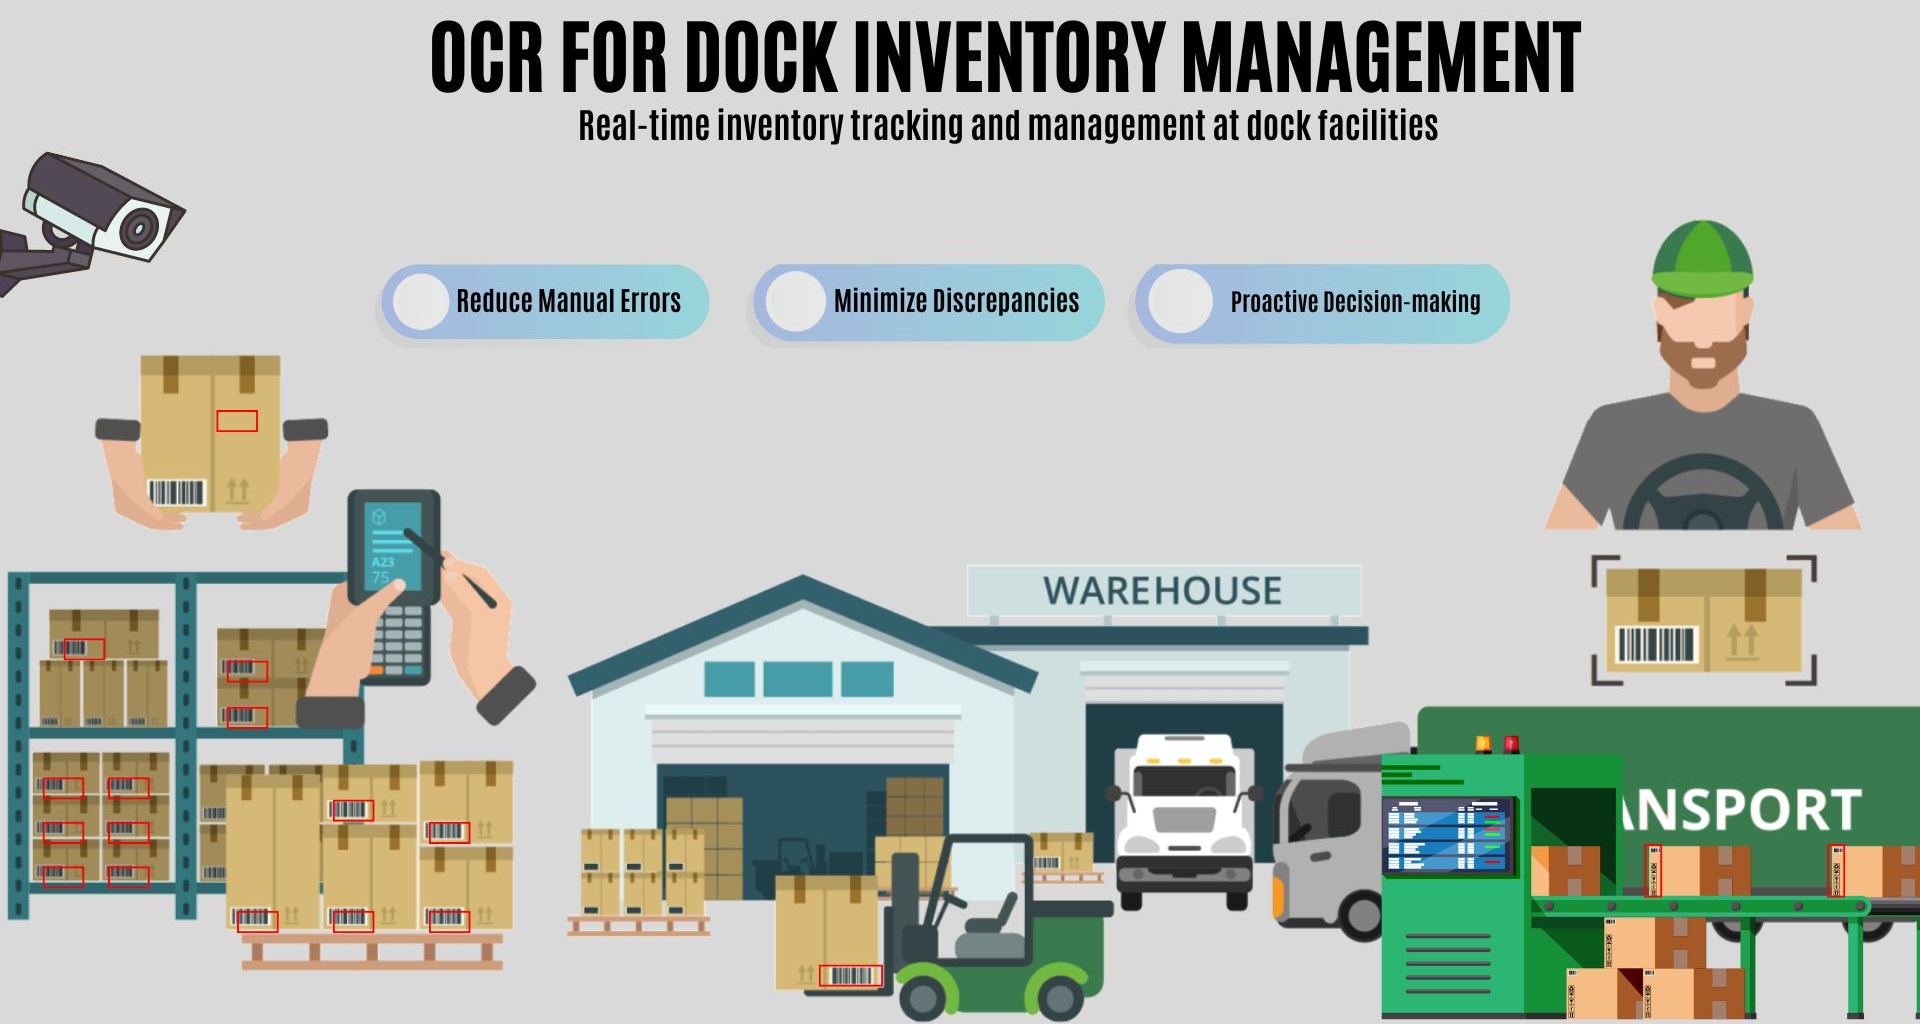 OCR FOR DOCK INVENTORY MANAGEMENT
Real-time inventory tracking and management at dock facilities
Reduce Manual Errors
Minimize Discrepancies
Proactive Decision-making
A23
75
WAREHOUSE
ANSPORT